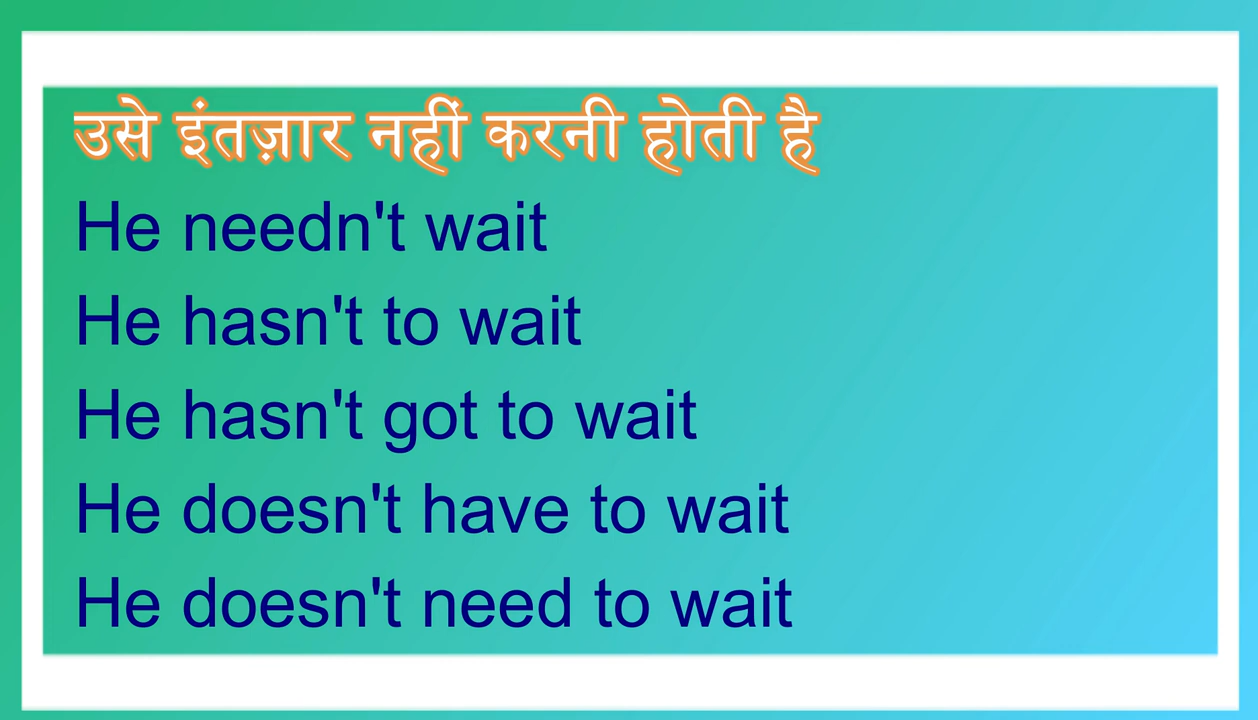 उसे इंतज़ार नहीं करनी होती है
He needn't wait
He hasn't to wait
He hasn't got to wait
He doesn't have to wait
He doesn't need to wait